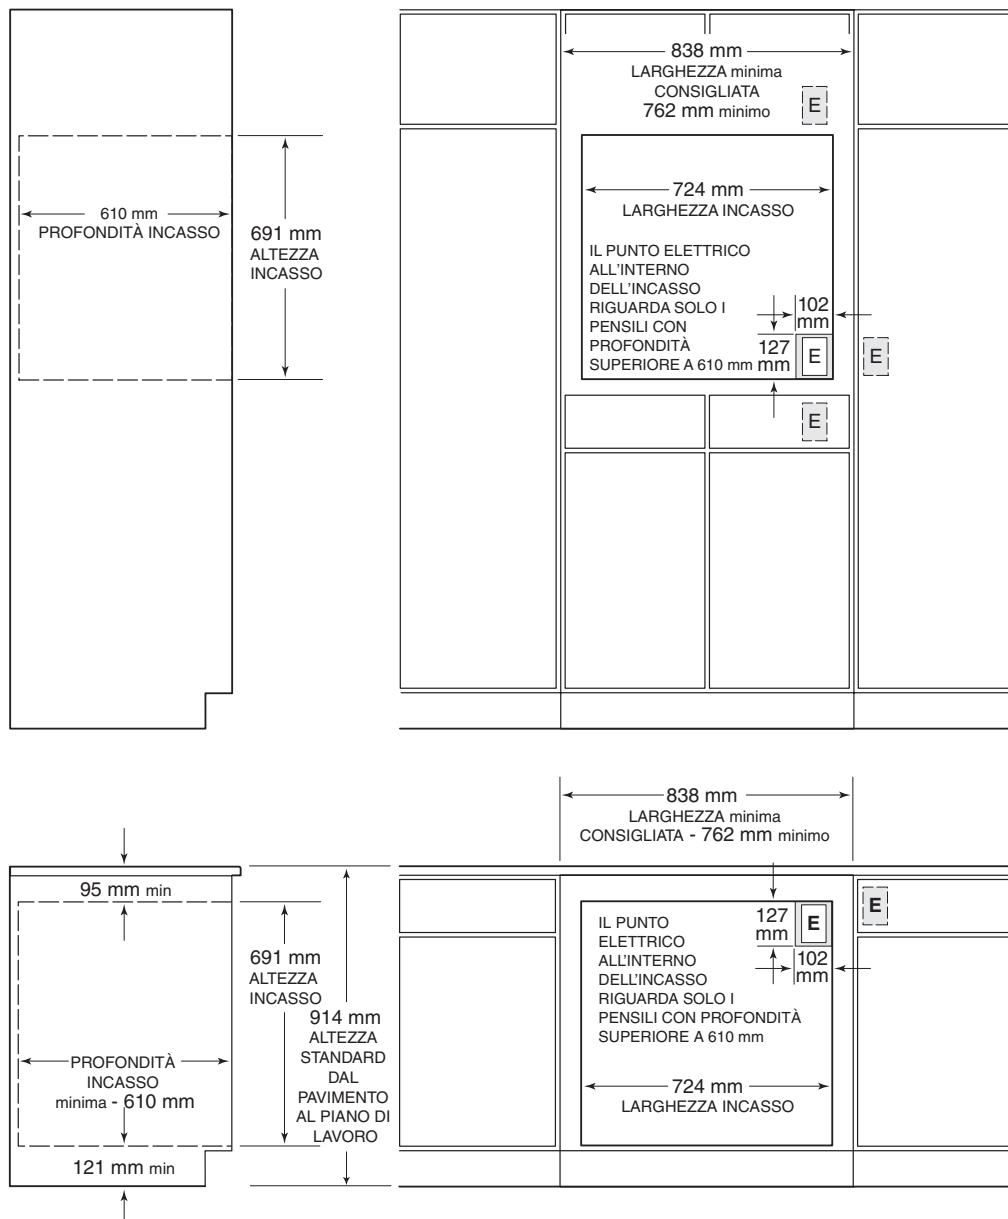 838 mm
LARGHEZZA minima
CONSIGLIATA
762 mm minimo
E
610 mm
PROFONDITÀ INCASSO
691 mm
ALTEZZA
INCASSO
724 mm
LARGHEZZA INCASSO
IL PUNTO ELETTRICO
ALL'INTERNO
DELL'INCASSO
RIGUARDA SOLO I
PENSILI CON
PROFONDITÀ
SUPERIORE A 610 mm
102
mm
127
mm
E
E
E
838 mm
LARGHEZZA minima
CONSIGLIATA - 762 mm minimo
95 mm min
691 mm
ALTEZZA
INCASSO
914 mm
ALTEZZA
STANDARD
DAL
PAVIMENTO
AL PIANO DI
LAVORO
PROFONDITÀ
INCASSO
minima - 610 mm
121 mm min
IL PUNTO
ELETTRICO
ALL'INTERNO
DELL'INCASSO
RIGUARDA SOLO I
PENSILI CON PROFONDITÀ
SUPERIORE A 610 mm
127
mm
E
E
102
mm
724 mm
LARGHEZZA INCASSO